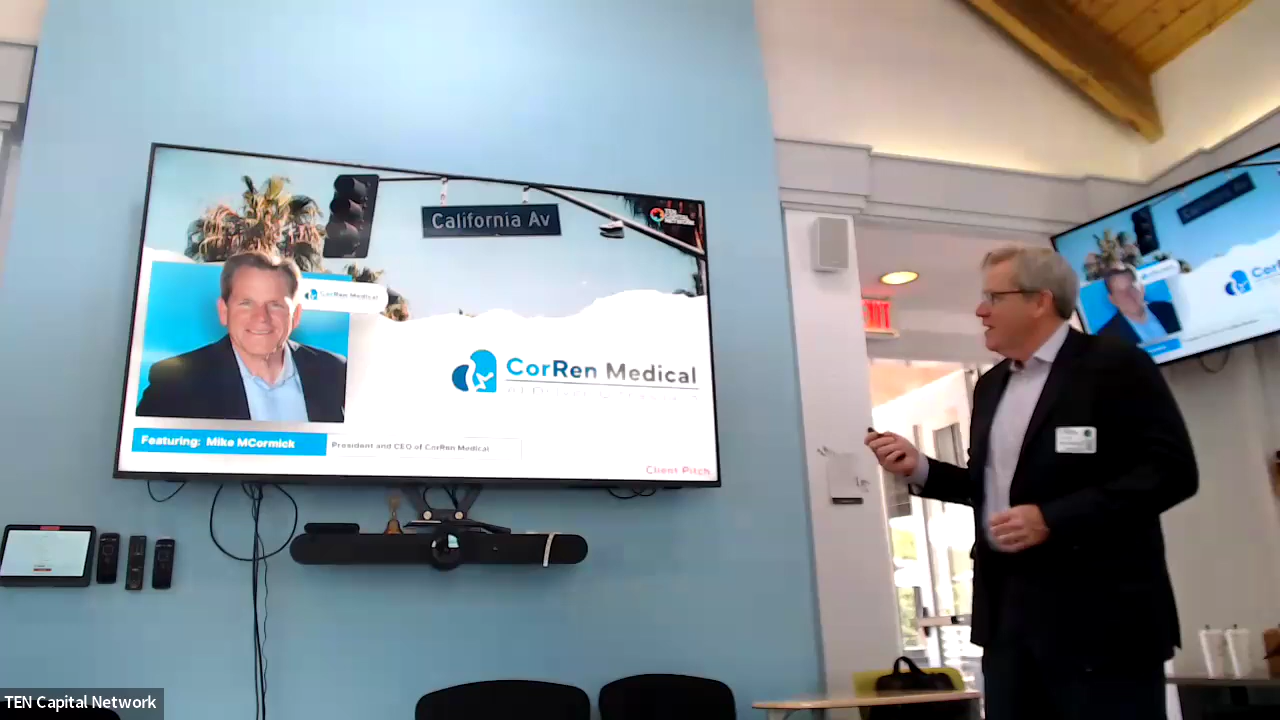 California Av
CorRen Medical
CorRen Medical
Featuring: Mike MCormick
President and CEO of CorRen Medical
Client Pitch
EXIT
TEN Capital Network